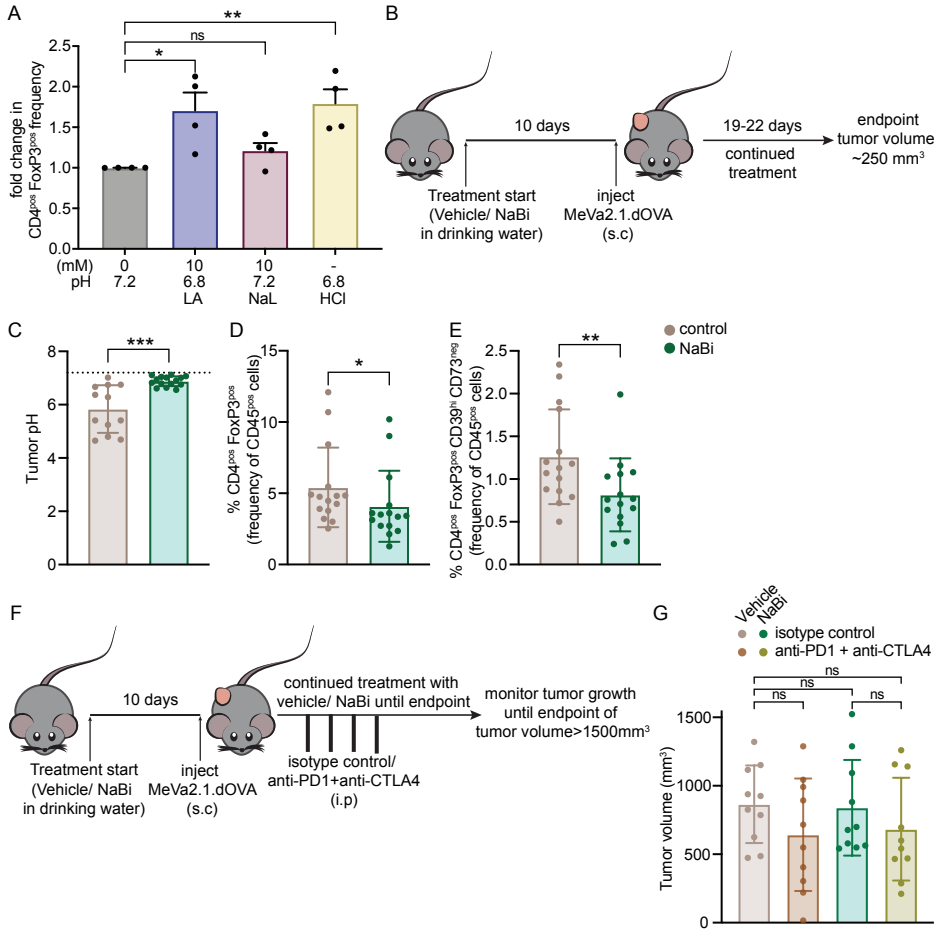 A
fold change in
CD4pos FoxP3pos frequency
2.5
2.0
1.5
1.0
0.5
0.0
**
ns
*
(mM) 0 10 10 -
pH 7.2 6.8 7.2 6.8
LA NaL HCl
B
10 days
19-22 days
continued
treatment
endpoint
tumor volume
~250 mm³
Treatment start
(Vehicle/ NaBi
in drinking water)
inject
MeVa2.1.dOVA
(s.c)
C
Tumor pH
8
6
4
2
0
***
D
% CD4pos FoxP3pos
(frequency of CD45pos cells)
15
10
5
0
*
E
% CD4pos FoxP3pos CD39hi CD73neg
(frequency of CD45pos cells)
2.5
2.0
1.5
1.0
0.5
0.0
**
control
NaBi
F
10 days
continued treatment with
vehicle/ NaBi until endpoint
monitor tumor growth
until endpoint of
tumor volume>1500mm³
Treatment start
(Vehicle/ NaBi
in drinking water)
inject
MeVa2.1.dOVA
(s.c)
isotype control/
anti-PD1+anti-CTLA4
(i.p)
G
Vehicle
NaBi
isotype control
anti-PD1 + anti-CTLA4
ns
ns
ns
ns
Tumor volume (mm³)
1500
1000
500
0